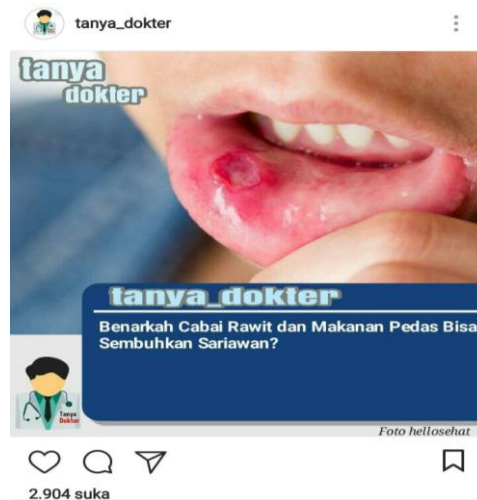 tanya_dokter
tanya
dokter
tanya_dokter
Benarkah Cabai Rawit dan Makanan Pedas Bisa
Sembuhkan Sariawan?
Tanya
Dokter
Foto hellosehat
2.904 suka